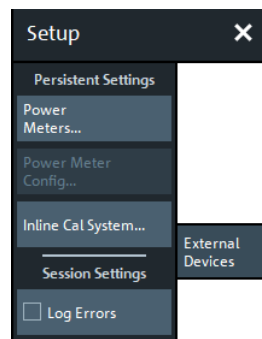 Setup
Persistent Settings
Power
Meters...
Power Meter
Config...
Inline Cal System...
Session Settings
Log Errors
External
Devices